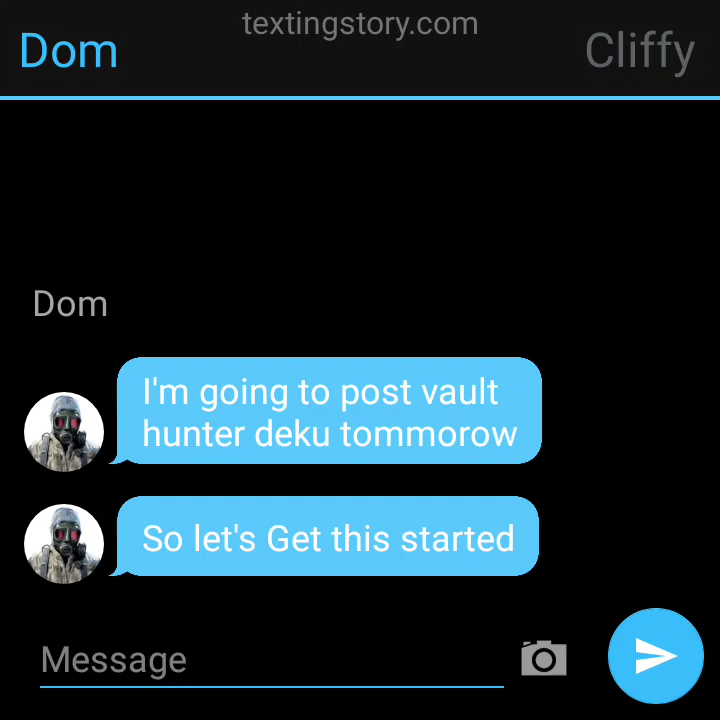 textingstory.com
Dom
Cliffy
Dom
I'm going to post vault
hunter deku tommorow
So let's Get this started
Message